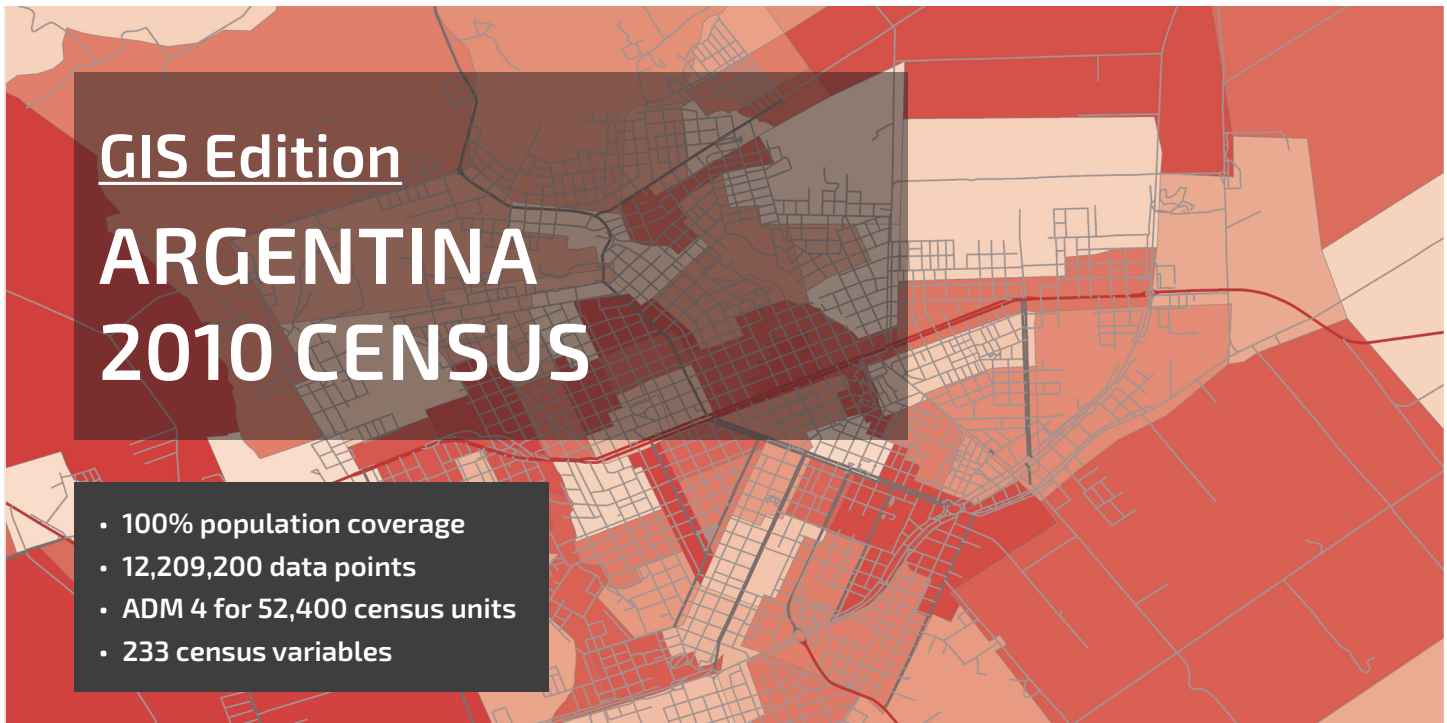 GIS Edition
ARGENTINA
2010 CENSUS
• 100% population coverage
• 12,209,200 data points
• ADM 4 for 52,400 census units
• 233 census variables